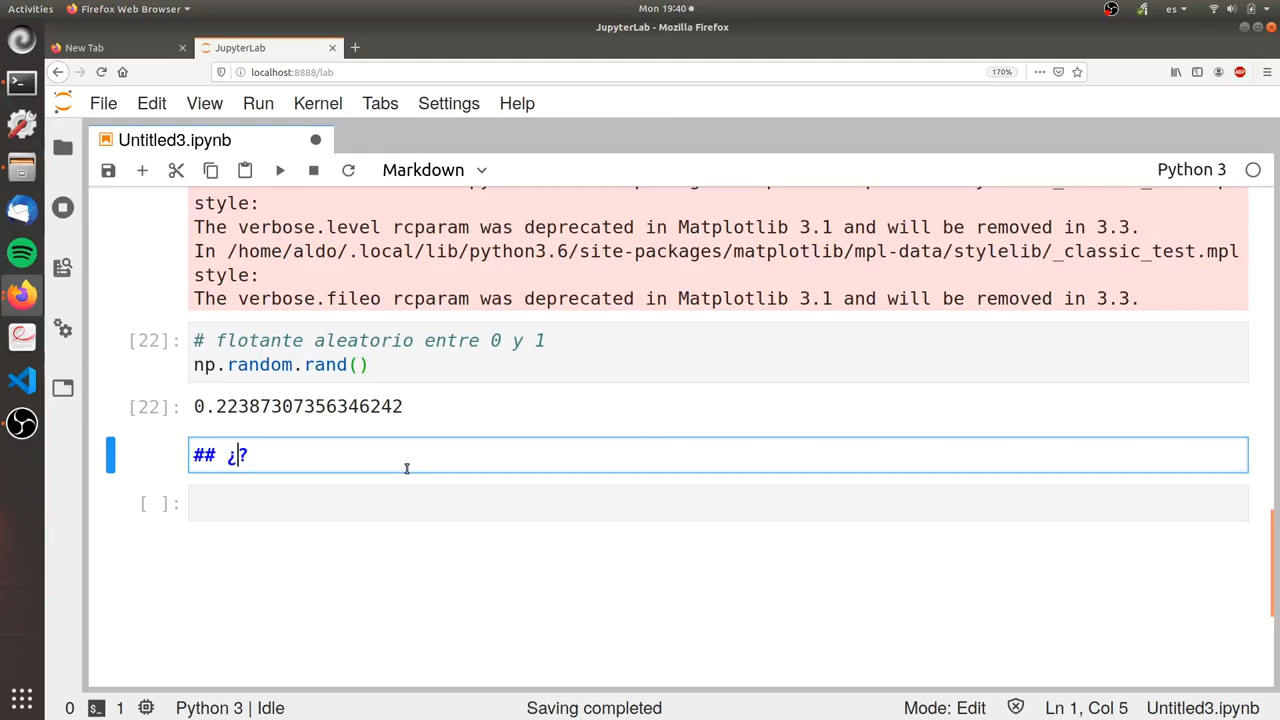 Activities
Firefox Web Browser
Mon 19:40
es
JupyterLab - Mozilla Firefox
New Tab
JupyterLab
localhost:8888/lab
170%
ABP
File Edit View Run Kernel Tabs Settings Help
Untitled3.ipynb
Markdown
Python 3
style:
The verbose.level rcparam was deprecated in Matplotlib 3.1 and will be removed in 3.3.
In /home/aldo/.local/lib/python3.6/site-packages/matplotlib/mpl-data/stylelib/_classic_test.mpl
style:
The verbose.fileo rcparam was deprecated in Matplotlib 3.1 and will be removed in 3.3.
[22]: # flotante aleatorio entre 0 y 1
np.random.rand()
[22]: 0.22387307356346242
## ¿?
[ ]:
0 1 Python 3 | Idle Saving completed Mode: Edit Ln 1, Col 5 Untitled3.ipynb